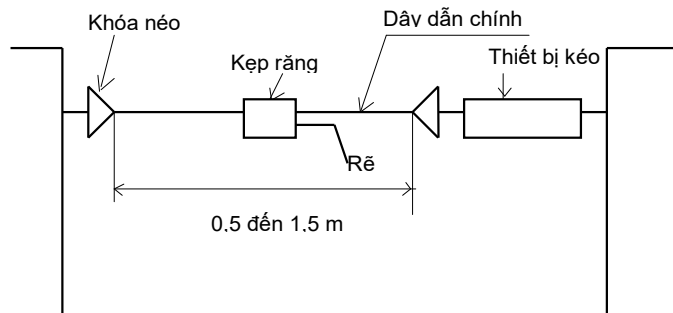 Khóa néo
Dây dẫn chính
Kẹp răng
Thiết bị kéo
Rẽ
0,5 đến 1,5 m